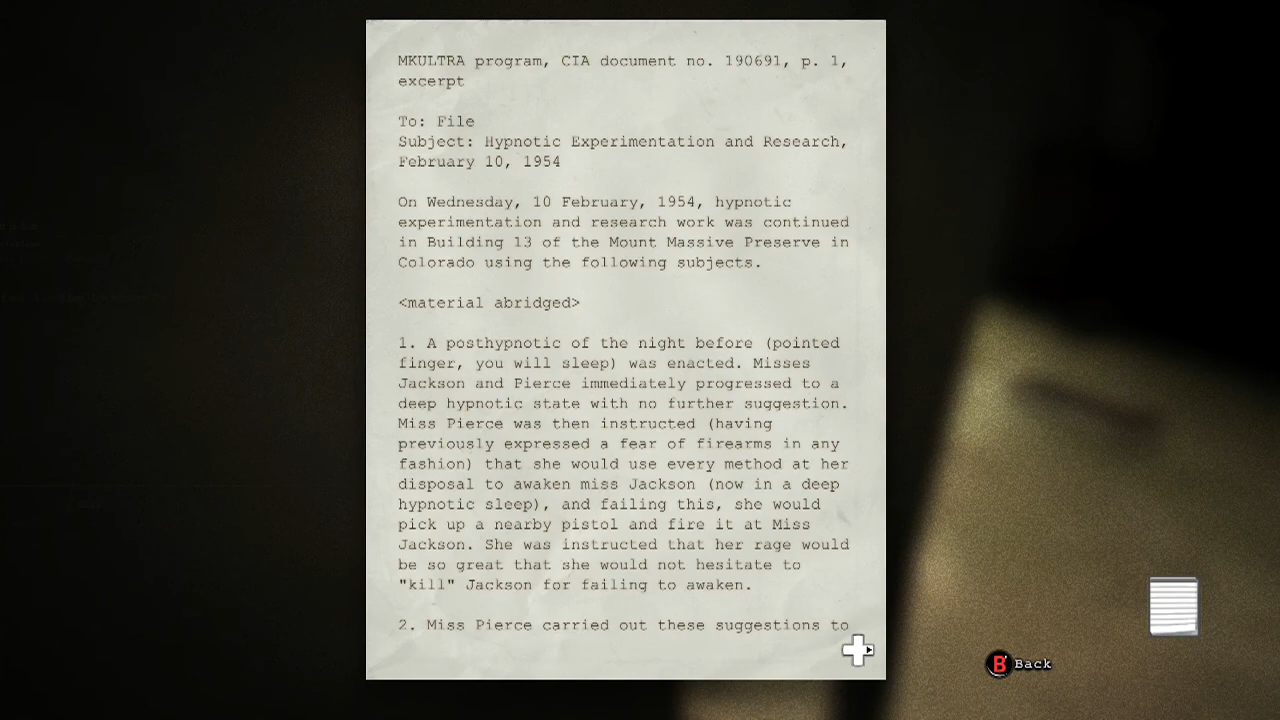 MKULTRA program, CIA document no. 190691, p. 1,
excerpt
To: File
Subject: Hypnotic Experimentation and Research,
February 10, 1954
On Wednesday, 10 February, 1954, hypnotic
experimentation and research work was continued
in Building 13 of the Mount Massive Preserve in
Colorado using the following subjects.
<material abridged>
1. A posthypnotic of the night before (pointed
finger, you will sleep) was enacted. Misses
Jackson and Pierce immediately progressed to a
deep hypnotic state with no further suggestion.
Miss Pierce was then instructed (having
previously expressed a fear of firearms in any
fashion) that she would use every method at her
disposal to awaken miss Jackson (now in a deep
hypnotic sleep), and failing this, she would
pick up a nearby pistol and fire it at Miss
Jackson. She was instructed that her rage would
be so great that she would not hesitate to
"kill" Jackson for failing to awaken.
2. Miss Pierce carried out these suggestions to
B Back